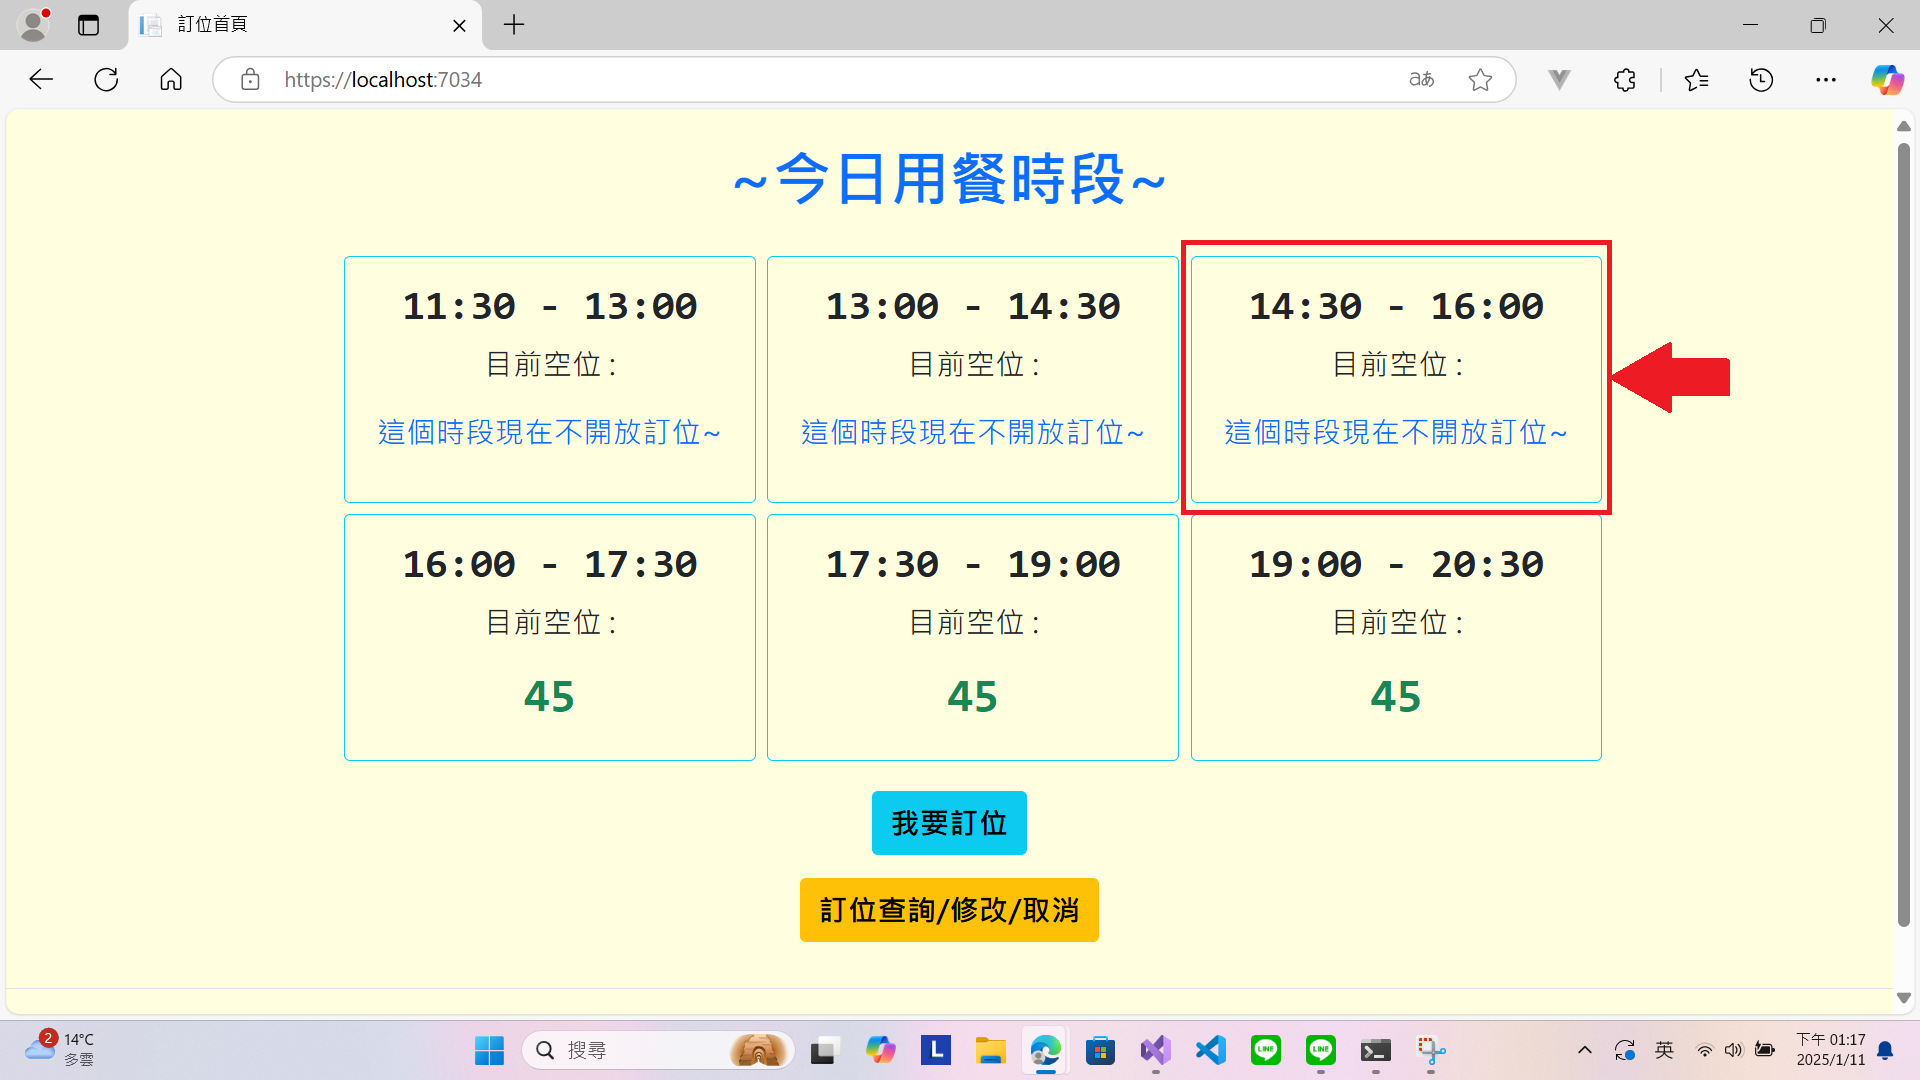 訂位首頁
https://localhost:7034
aあ
~今日用餐時段~
11:30 - 13:00
目前空位 :
這個時段現在不開放訂位~
13:00 - 14:30
目前空位 :
這個時段現在不開放訂位~
14:30 - 16:00
目前空位 :
這個時段現在不開放訂位~
16:00 - 17:30
目前空位 :
45
17:30 - 19:00
目前空位 :
45
19:00 - 20:30
目前空位 :
45
我要訂位
訂位查詢/修改/取消
2
14°C
多雲
搜尋
L
LINE
LINE
英
下午 01:17
2025/1/11